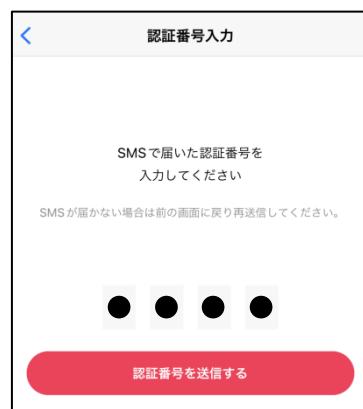 認証番号入力
SMSで届いた認証番号を
入力してください
SMSが届かない場合は前の画面に戻り再送信してください。
認証番号を送信する